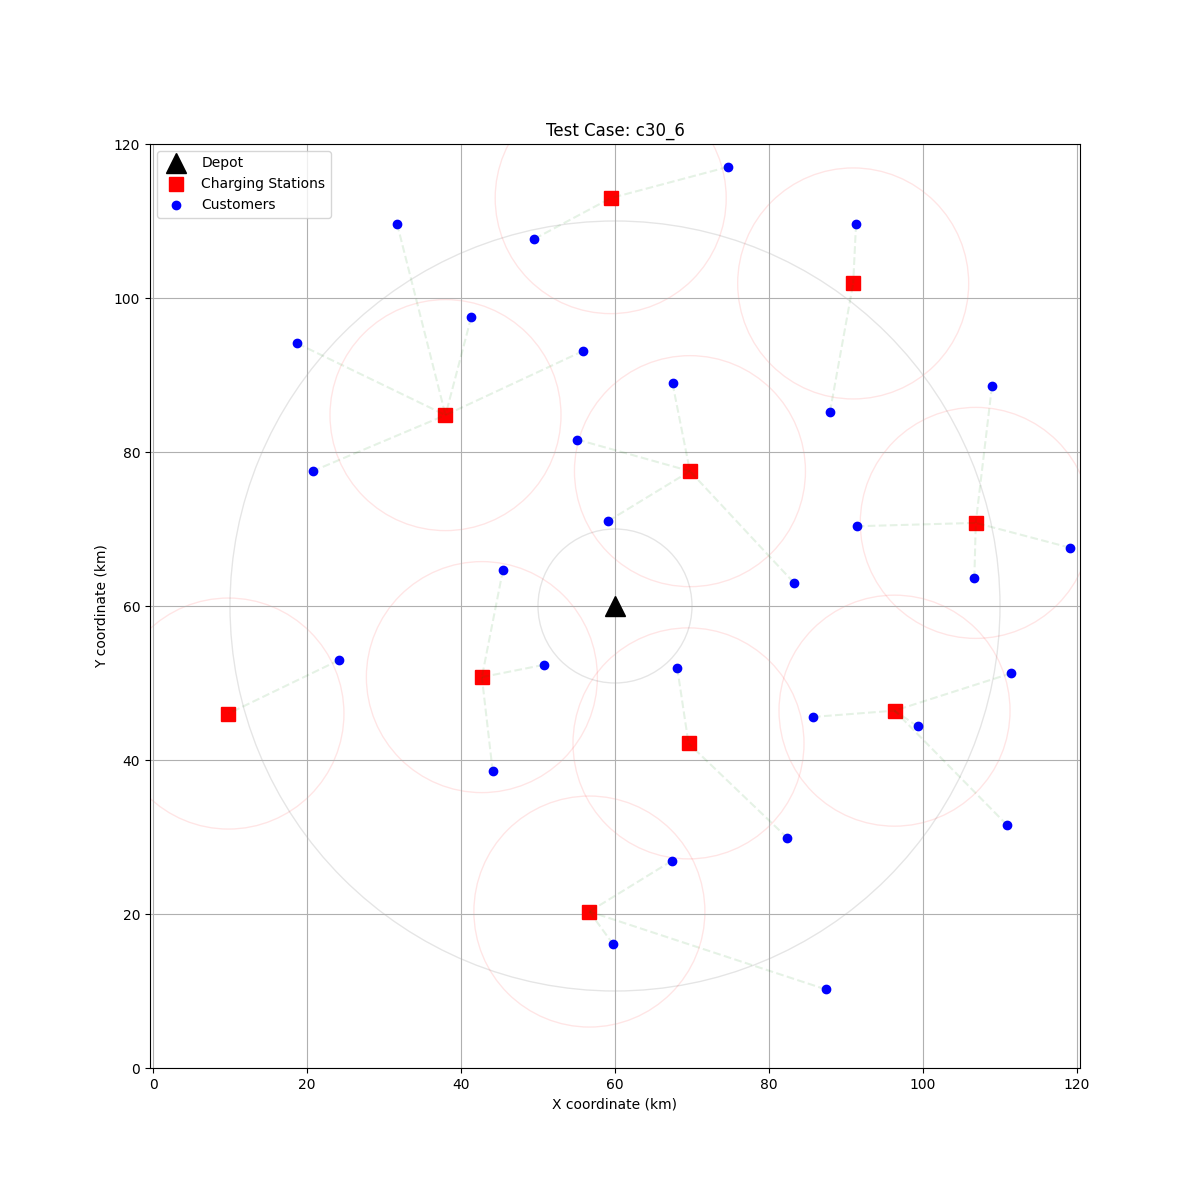 Test Case: c30_6
Depot
Charging Stations
Customers
120
100
80
60
40
20
0
Y coordinate (km)
0 20 40 60 80 100 120
X coordinate (km)